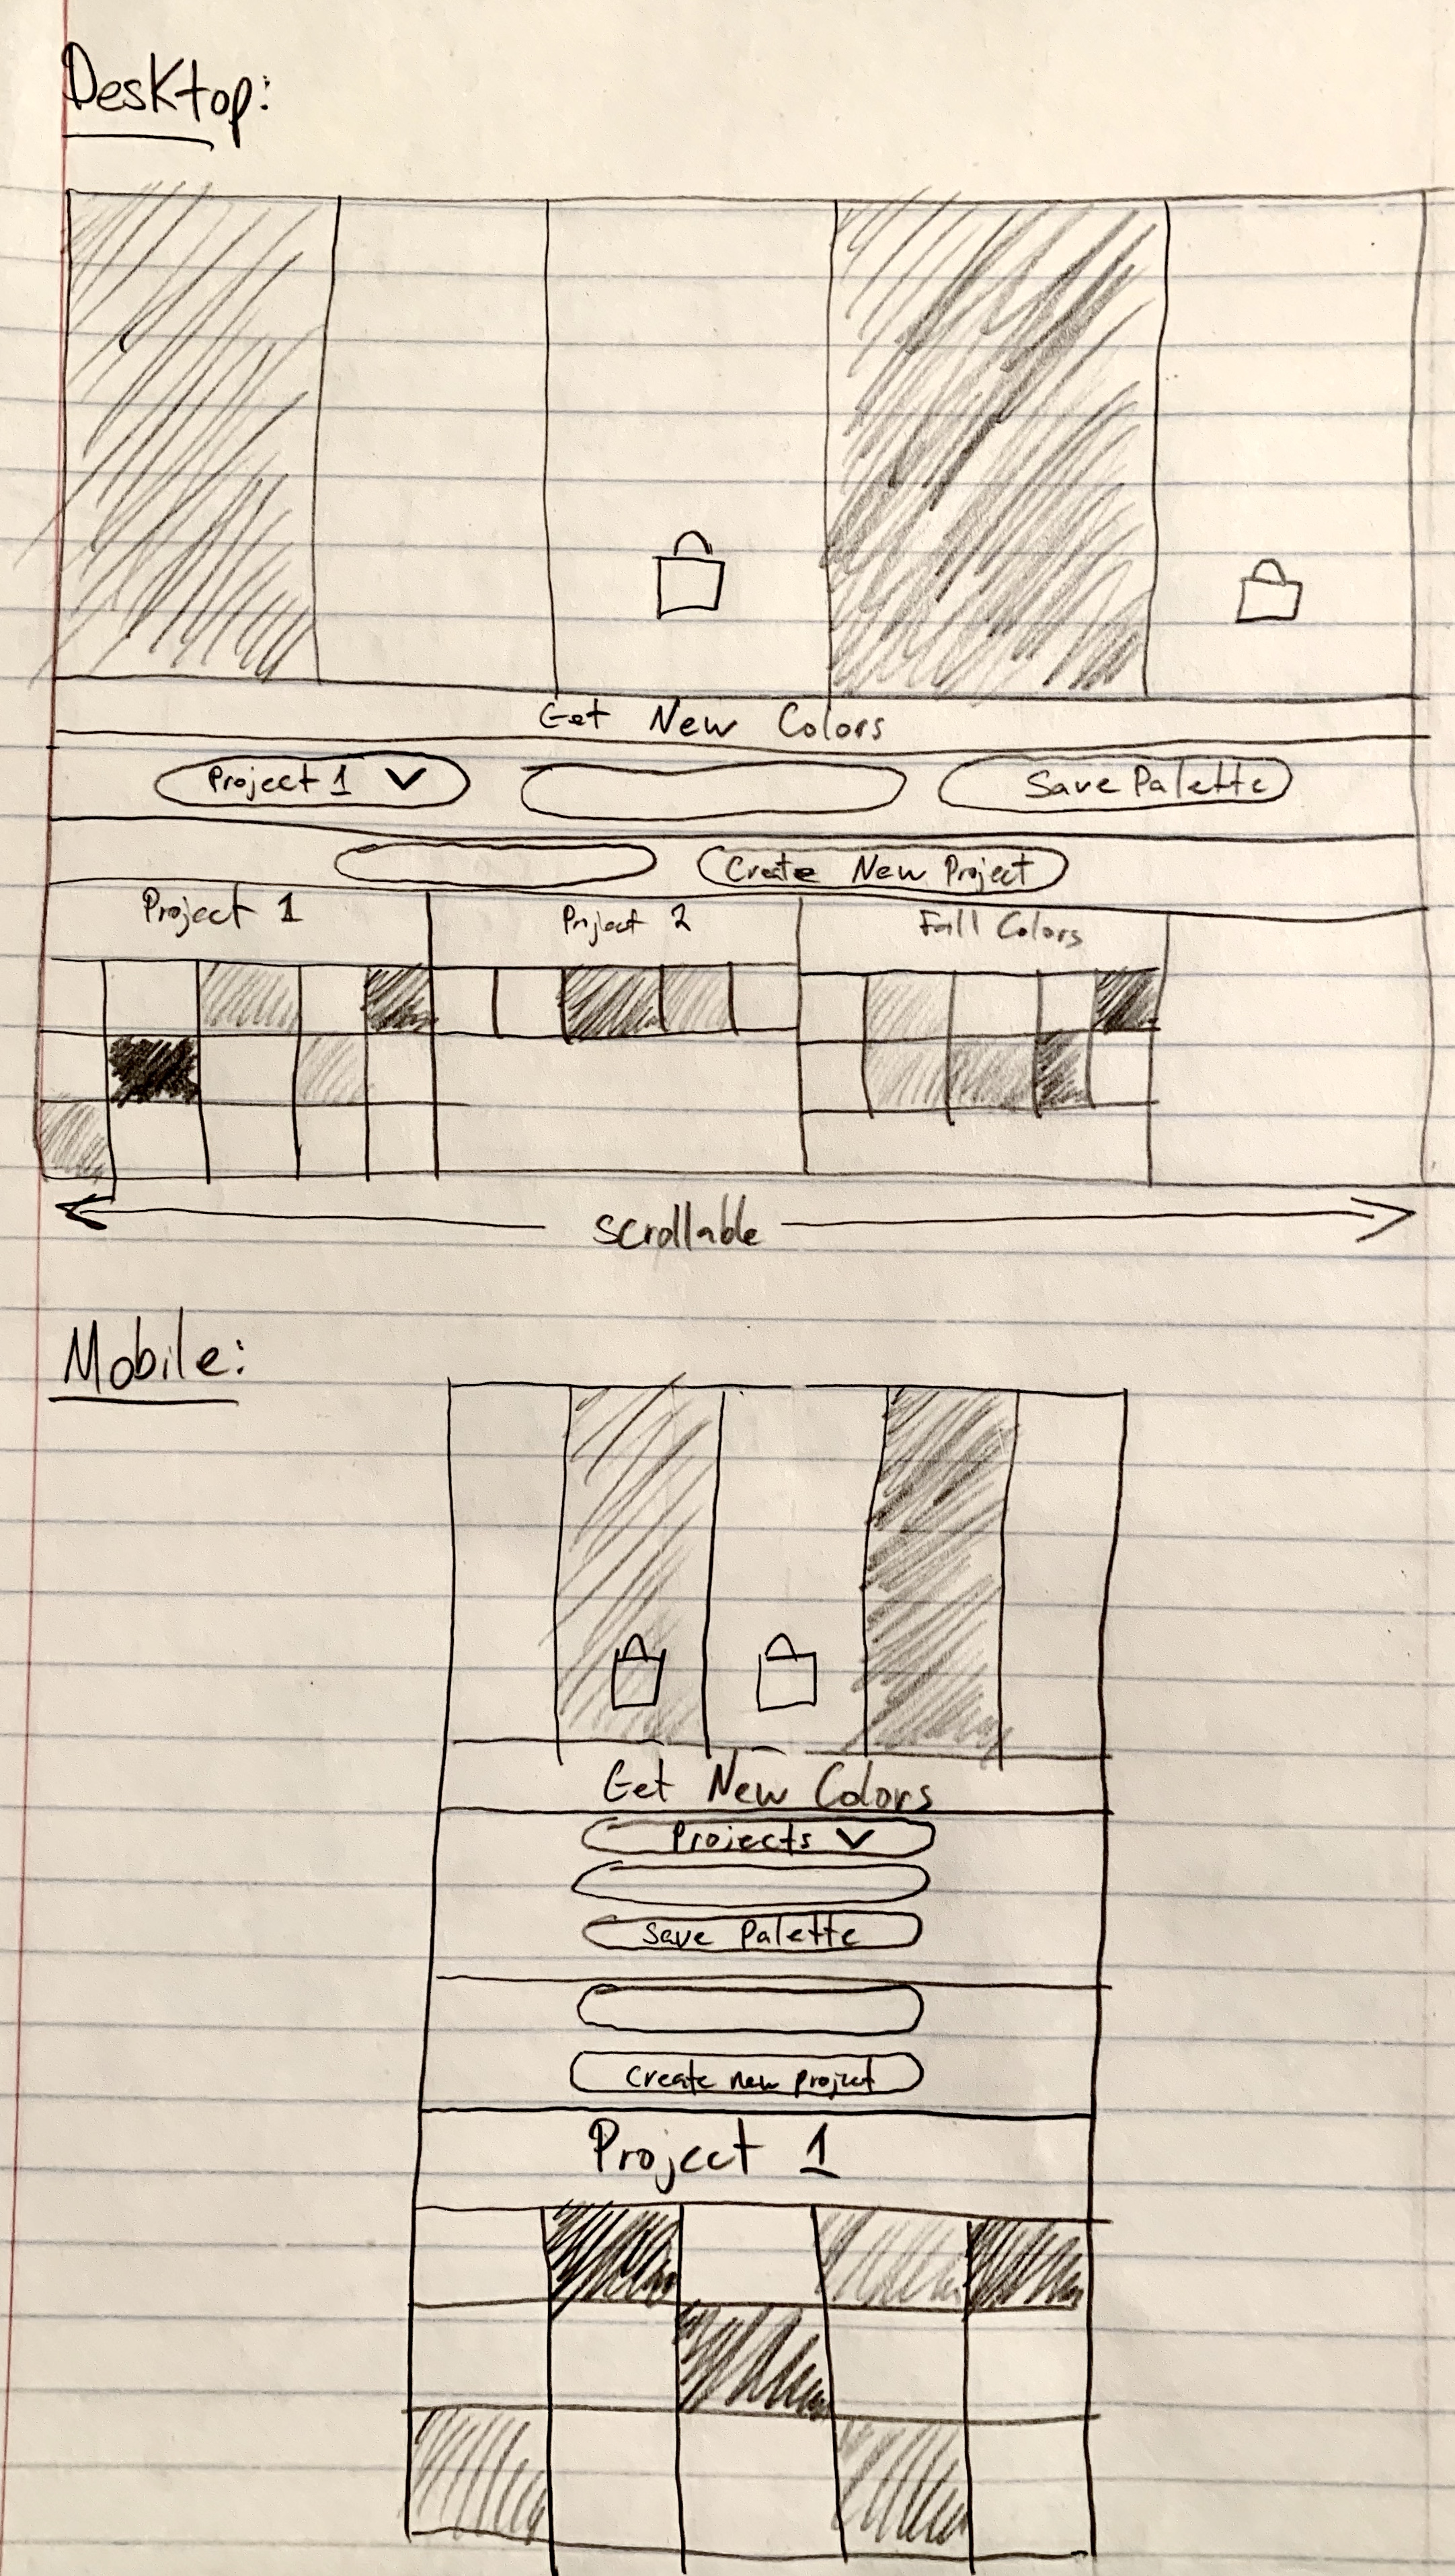 Desktop:
Get New Colors
Project 1
Save Palette
Create New Project
Project 1
Project 2
Fall Colors
scrollable
Mobile:
Get New Colors
Projects
Save Palette
Create new project
Project 1